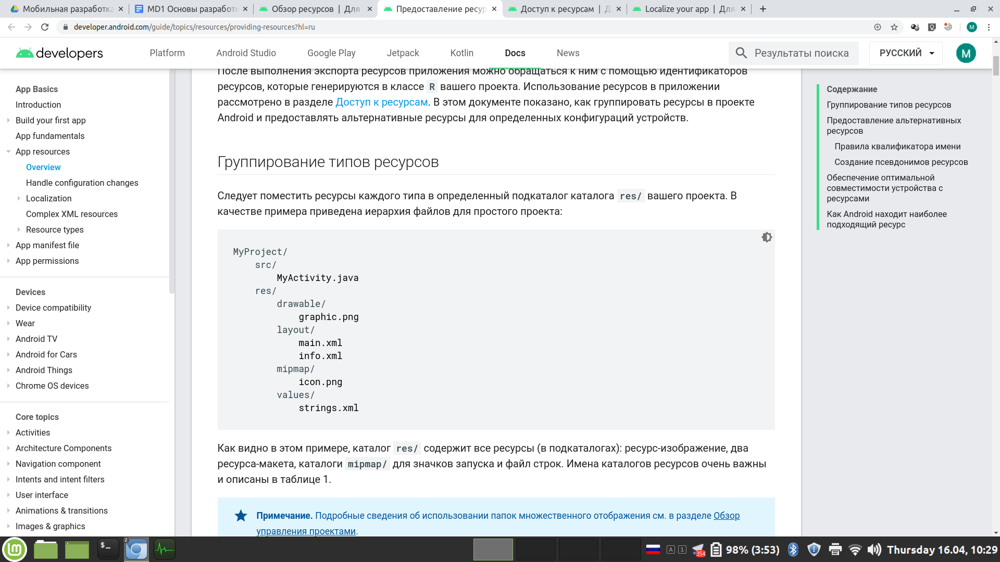 Мобильная разработка
MD1 Основы разработк
Обзор ресурсов | Для
Предоставление ресур
Доступ к ресурсам | Д
Localize your app | Для
developer.android.com/guide/topics/resources/providing-resources?hl=ru
M
developers
Platform
Android Studio
Google Play
Jetpack
Kotlin
Docs
News
Результаты поиска
РУССКИЙ
M
App Basics
Introduction
Build your first app
App fundamentals
App resources
Overview
Handle configuration changes
Localization
Complex XML resources
Resource types
App manifest file
App permissions
Devices
Device compatibility
Wear
Android TV
Android for Cars
Android Things
Chrome OS devices
Core topics
Activities
Architecture Components
Navigation component
Intents and intent filters
User interface
Animations & transitions
Images & graphics
После выполнения экспорта ресурсов приложения можно обращаться к ним с помощью идентификаторов
ресурсов, которые генерируются в классе R вашего проекта. Использование ресурсов в приложении
рассмотрено в разделе Доступ к ресурсам. В этом документе показано, как группировать ресурсы в проекте
Android и предоставлять альтернативные ресурсы для определенных конфигураций устройств.
Группирование типов ресурсов
Следует поместить ресурсы каждого типа в определенный подкаталог каталога res/ вашего проекта. В
качестве примера приведена иерархия файлов для простого проекта:
MyProject/
src/
MyActivity.java
res/
drawable/
graphic.png
layout/
main.xml
info.xml
mipmap/
icon.png
values/
strings.xml
Как видно в этом примере, каталог res/ содержит все ресурсы (в подкаталогах): ресурс-изображение, два
ресурса-макета, каталоги mipmap/ для значков запуска и файл строк. Имена каталогов ресурсов очень важны
и описаны в таблице 1.
Примечание. Подробные сведения об использовании папок множественного отображения см. в разделе Обзор
управления проектами.
Содержание
Группирование типов ресурсов
Предоставление альтернативных
ресурсов
Правила квалификатора имени
Создание псевдонимов ресурсов
Обеспечение оптимальной
совместимости устройства с
ресурсами
Как Android находит наиболее
подходящий ресурс
$_
2
A
1
354
98% (3:53)
Thursday 16.04, 10:29